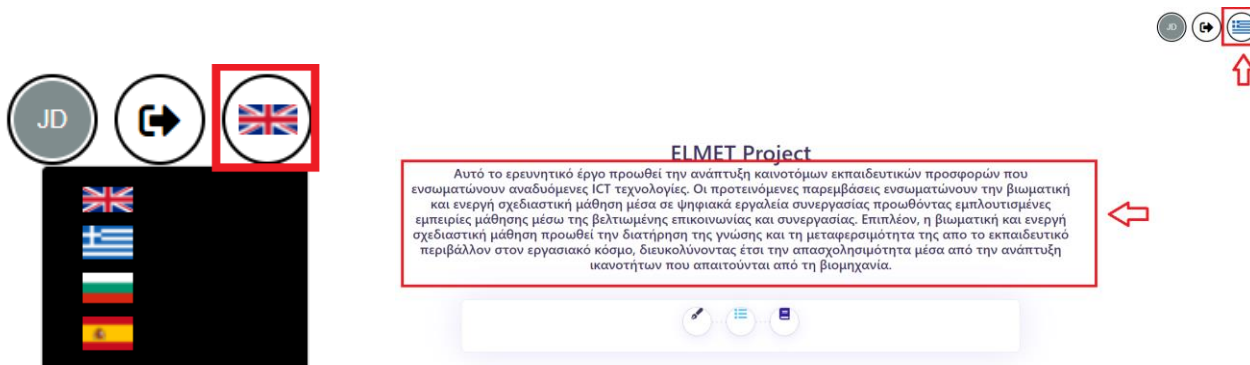 JD
JD
ELMET Project
Αυτό το ερευνητικό έργο προωθεί την ανάπτυξη καινοτόμων εκπαιδευτικών προσφορών που
ενσωματώνουν αναδυόμενες ICT τεχνολογίες. Οι προτεινόμενες παρεμβάσεις ενσωματώνουν την βιωματική
και ενεργή σχεδιαστική μάθηση μέσα σε ψηφιακά εργαλεία συνεργασίας προωθόντας εμπλουτισμένες
εμπειρίες μάθησης μέσω της βελτιωμένης επικοινωνίας και συνεργασίας. Επιπλέον, η βιωματική και ενεργή
σχεδιαστική μάθηση προωθεί την διατήρηση της γνώσης και τη μεταφερσιμότητα της απο το εκπαιδευτικό
περιβάλλον στον εργασιακό κόσμο, διευκολύνοντας έτσι την απασχολησιμότητα μέσα από την ανάπτυξη
ικανοτήτων που απαιτούνται από τη βιομηχανία.